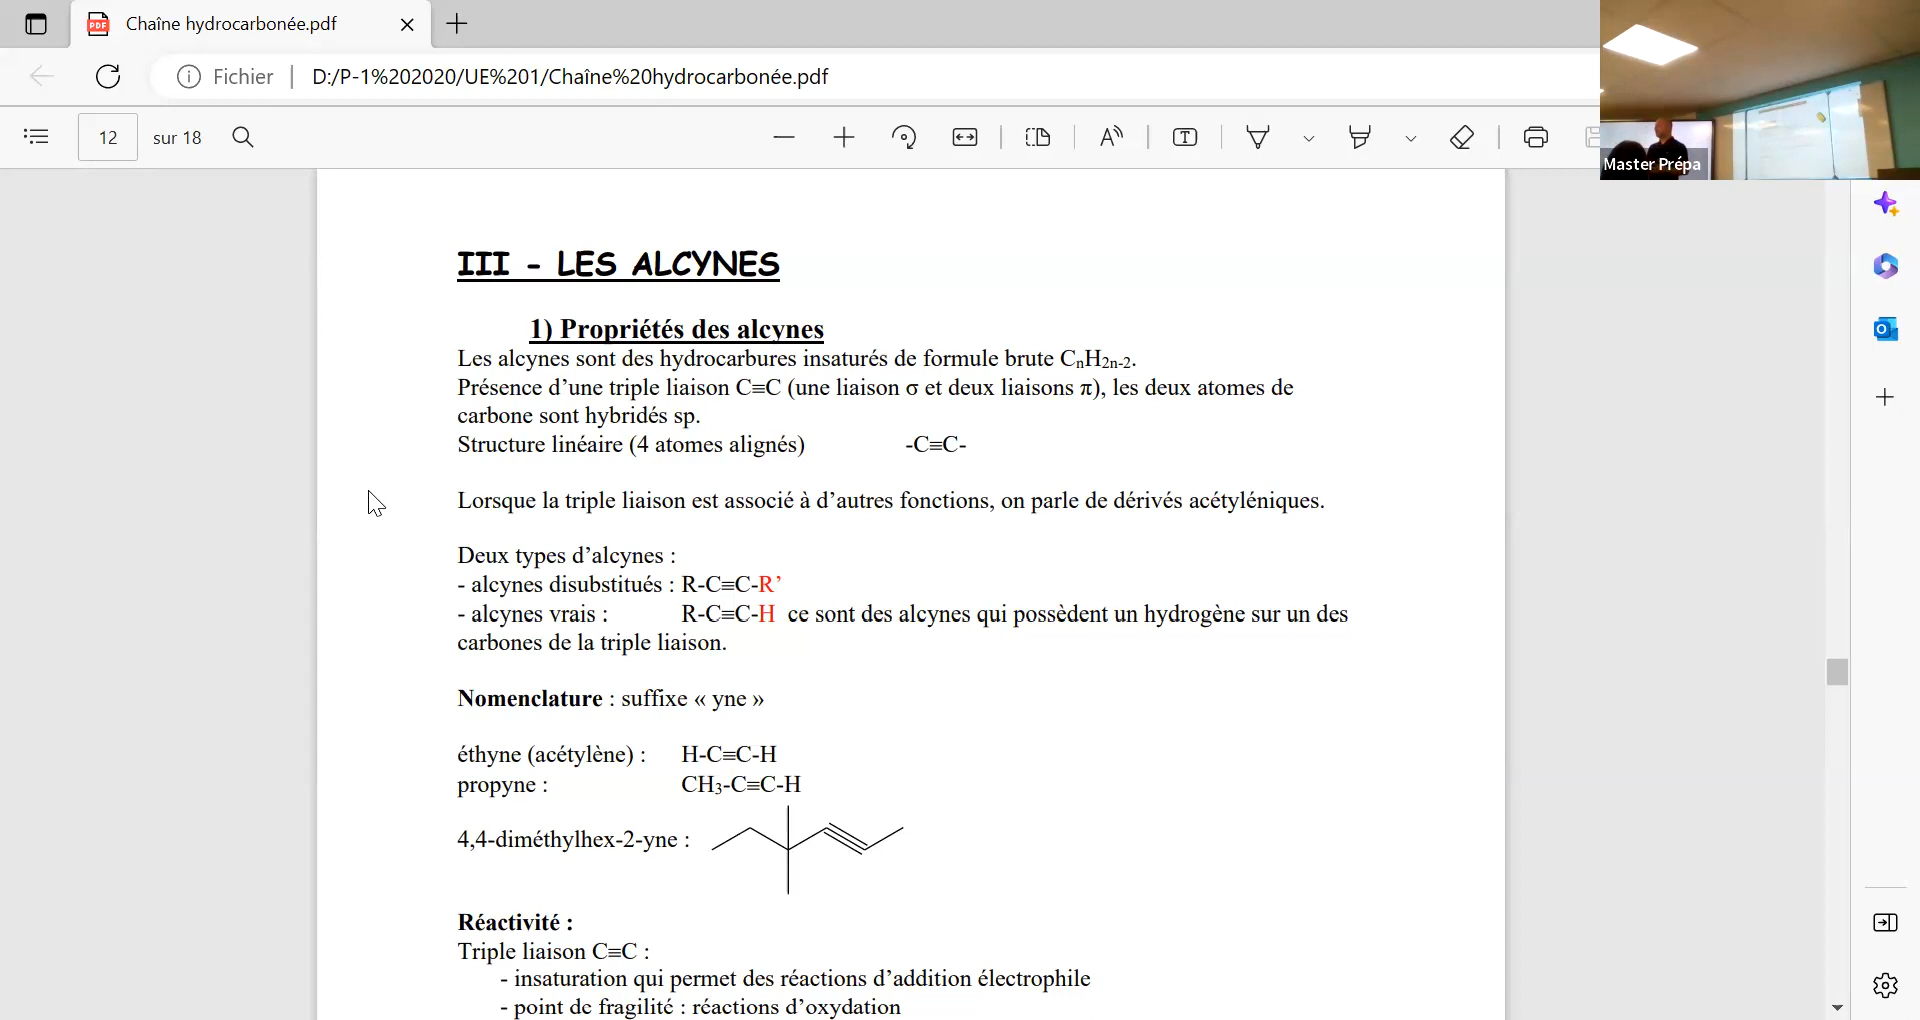 Chaîne hydrocarbonée.pdf
Fichier D:/P-1%202020/UE%201/Chaîne%20hydrocarbonée.pdf
12 sur 18
Master Prépa
III - LES ALCYNES
1) Propriétés des alcynes
Les alcynes sont des hydrocarbures insaturés de formule brute CnH2n-2.
Présence d’une triple liaison C≡C (une liaison σ et deux liaisons π), les deux atomes de
carbone sont hybridés sp.
Structure linéaire (4 atomes alignés) -C≡C-
Lorsque la triple liaison est associé à d’autres fonctions, on parle de dérivés acétyléniques.
Deux types d’alcynes :
- alcynes disubstitués : R-C≡C-R’
- alcynes vrais : R-C≡C-H ce sont des alcynes qui possèdent un hydrogène sur un des
carbones de la triple liaison.
Nomenclature : suffixe « yne »
éthyne (acétylène) : H-C≡C-H
propyne : CH3-C≡C-H
4,4-diméthylhex-2-yne :
Réactivité :
Triple liaison C≡C :
- insaturation qui permet des réactions d’addition électrophile
- point de fragilité : réactions d’oxydation